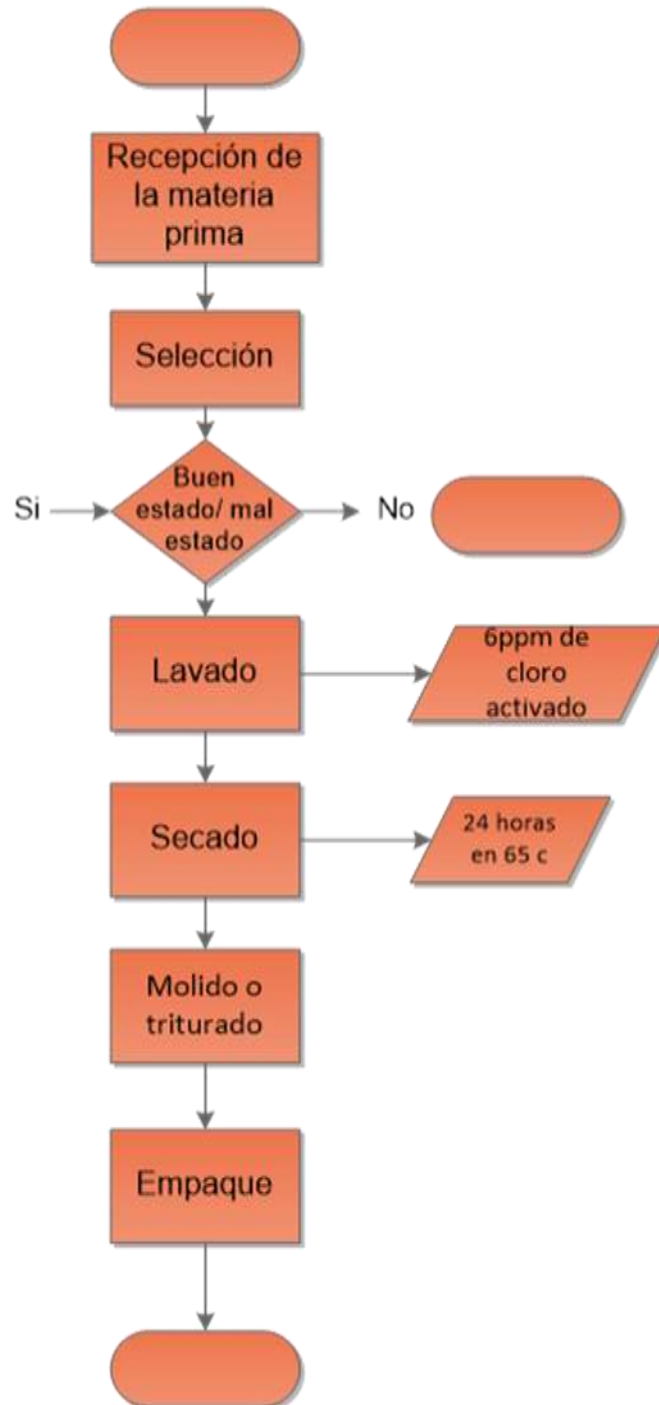 Recepción de
la materia
prima
Selección
Si
Buen
estado/ mal
estado
No
Lavado
6ppm de
cloro
activado
Secado
24 horas
en 65 c
Molido o
triturado
Empaque